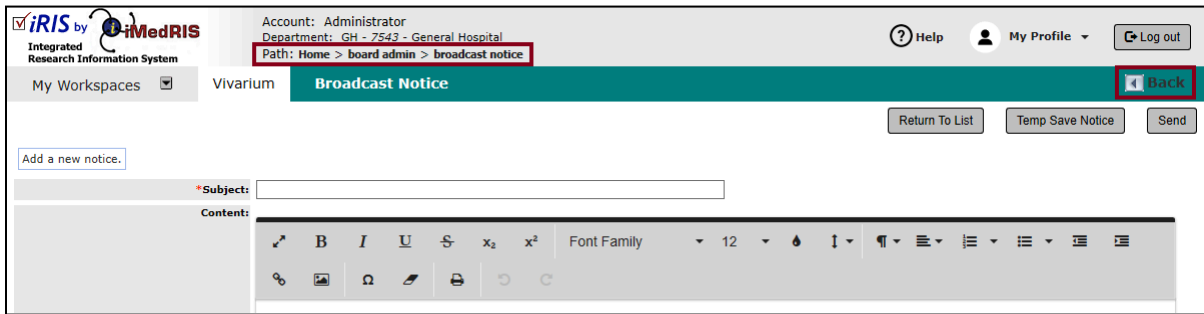 iRIS by iMedRIS
Integrated
Research Information System
Account: Administrator
Department: GH - 7543 - General Hospital
Path: Home > board admin > broadcast notice
? Help
My Profile
Log out
My Workspaces
Vivarium
Broadcast Notice
Back
Return To List
Temp Save Notice
Send
Add a new notice.
*Subject:
Content:
B I U S x₂ x² Font Family 12 ¶
Ω